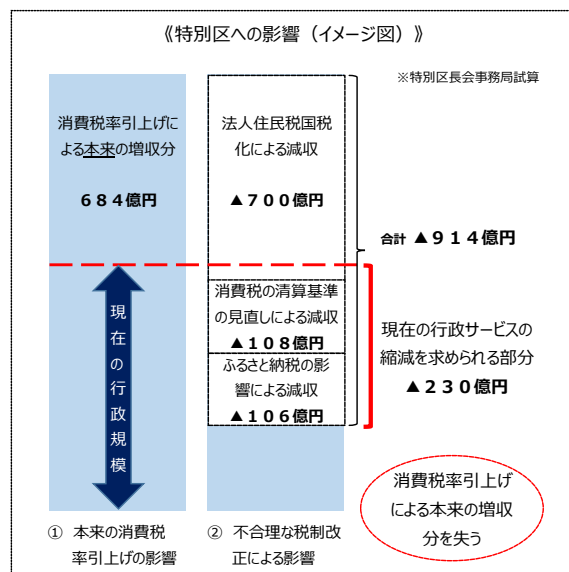 《特別区への影響（イメージ図）》
※特別区長会事務局試算
消費税率引上げに
よる本来の増収分
６８４億円
現在の行政規模
法人住民税国税
化による減収
▲７００億円
消費税の清算基準
の見直しによる減収
▲１０８億円
ふるさと納税の影
響による減収
▲１０６億円
合計 ▲９１４億円
現在の行政サービスの
縮減を求められる部分
▲２３０億円
消費税率引上げ
による本来の増収
分を失う
① 本来の消費税
率引上げの影響
② 不合理な税制改
正による影響